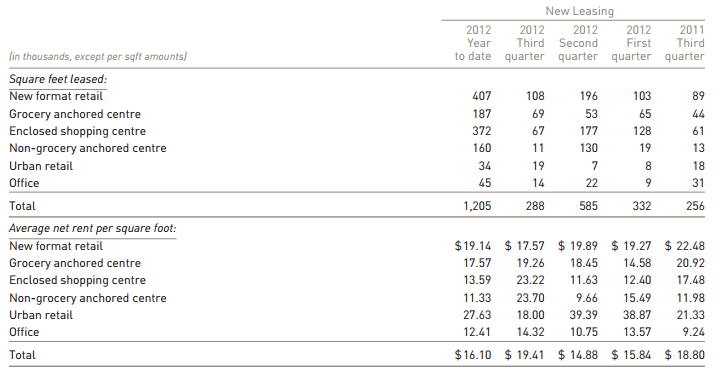 New Leasing
2012 2012 2012 2012 2011
Year Third Second First Third
(in thousands, except per sqft amounts) to date quarter quarter quarter quarter
Square feet leased:
New format retail 407 108 196 103 89
Grocery anchored centre 187 69 53 65 44
Enclosed shopping centre 372 67 177 128 61
Non-grocery anchored centre 160 11 130 19 13
Urban retail 34 19 7 8 18
Office 45 14 22 9 31
Total 1,205 288 585 332 256
Average net rent per square foot:
New format retail $19.14 $ 17.57 $ 19.89 $ 19.27 $ 22.48
Grocery anchored centre 17.57 19.26 18.45 14.58 20.92
Enclosed shopping centre 13.59 23.22 11.63 12.40 17.48
Non-grocery anchored centre 11.33 23.70 9.66 15.49 11.98
Urban retail 27.63 18.00 39.39 38.87 21.33
Office 12.41 14.32 10.75 13.57 9.24
Total $16.10 $ 19.41 $ 14.88 $ 15.84 $ 18.80